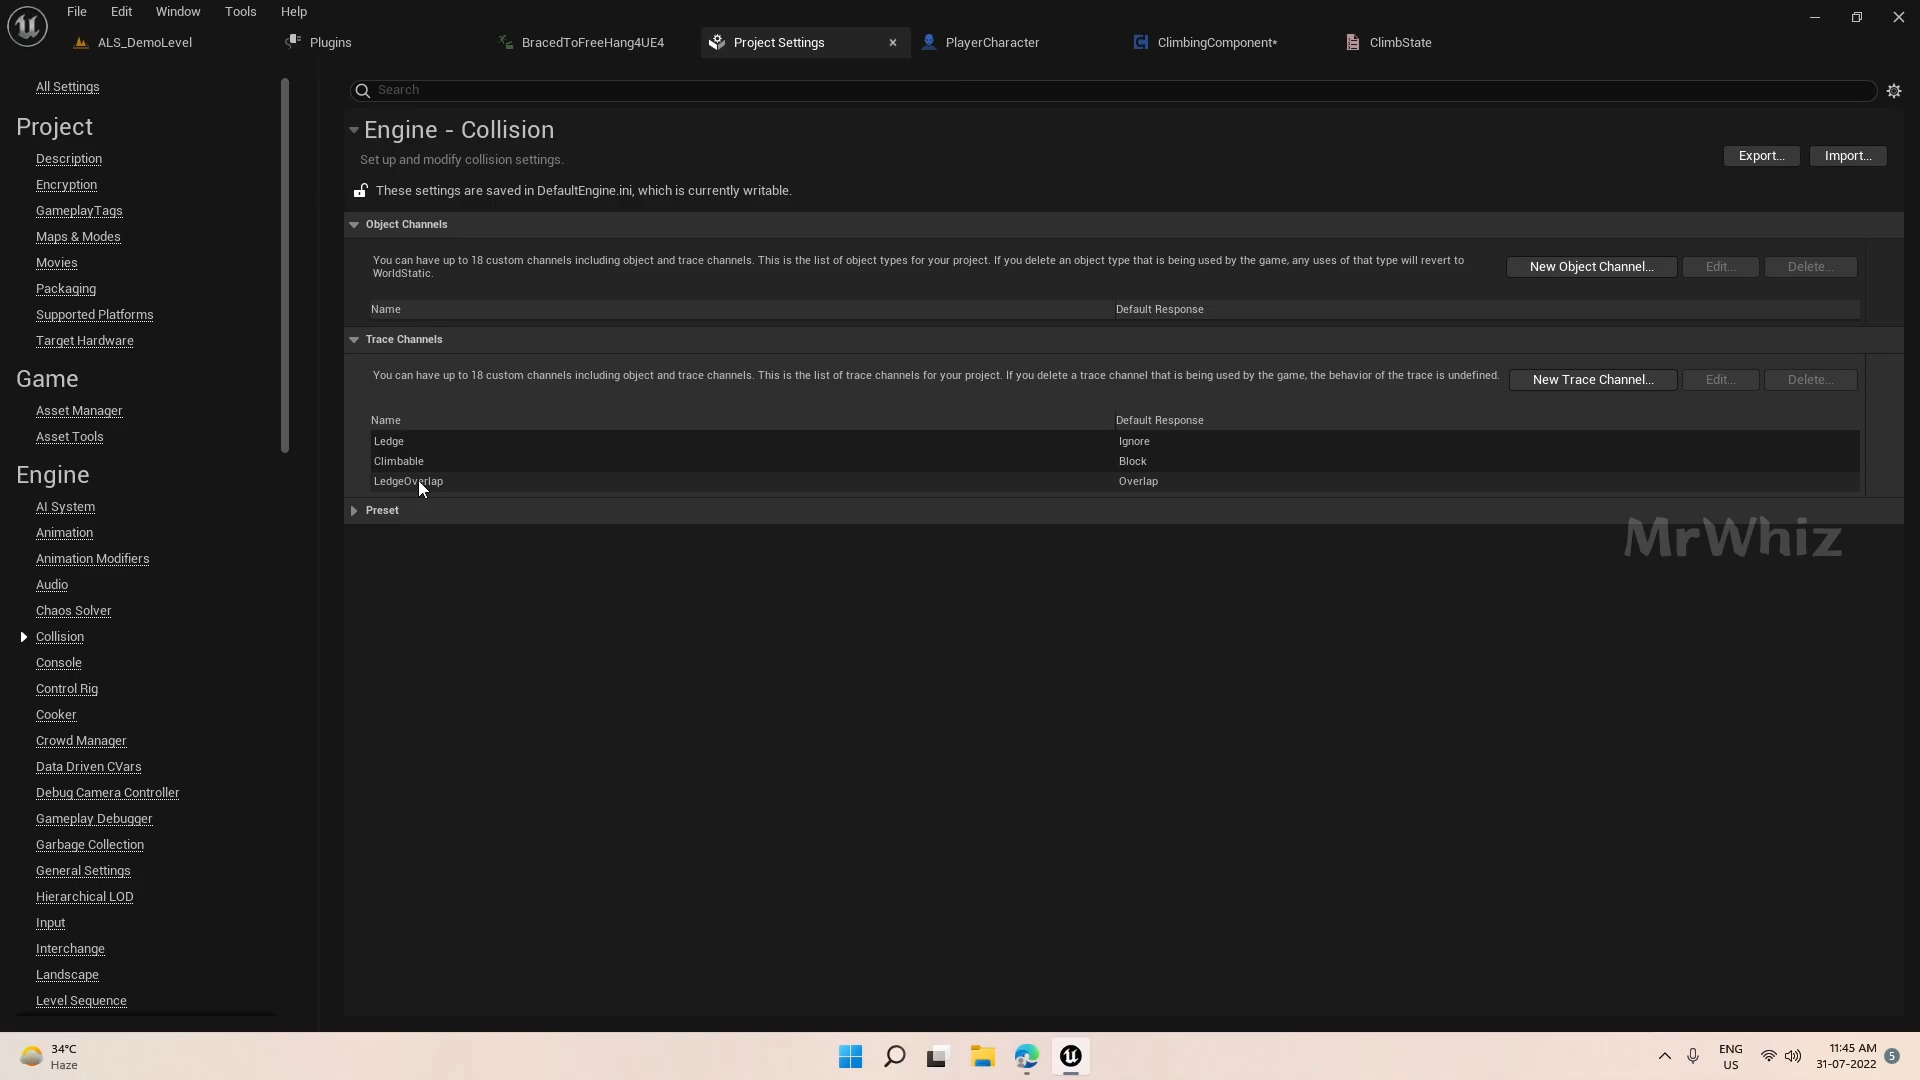 File Edit Window Tools Help
ALS_DemoLevel Plugins BracedToFreeHang4UE4 Project Settings PlayerCharacter ClimbingComponent* ClimbState
All Settings
Project
Description
Encryption
GameplayTags
Maps & Modes
Movies
Packaging
Supported Platforms
Target Hardware
Game
Asset Manager
Asset Tools
Engine
AI System
Animation
Animation Modifiers
Audio
Chaos Solver
Collision
Console
Control Rig
Cooker
Crowd Manager
Data Driven CVars
Debug Camera Controller
Gameplay Debugger
Garbage Collection
General Settings
Hierarchical LOD
Input
Interchange
Landscape
Level Sequence
Search
Engine - Collision
Set up and modify collision settings.
Export... Import...
These settings are saved in DefaultEngine.ini, which is currently writable.
Object Channels
You can have up to 18 custom channels including object and trace channels. This is the list of object types for your project. If you delete an object type that is being used by the game, any uses of that type will revert to
WorldStatic.
New Object Channel... Edit... Delete...
Name Default Response
Trace Channels
You can have up to 18 custom channels including object and trace channels. This is the list of trace channels for your project. If you delete a trace channel that is being used by the game, the behavior of the trace is undefined.
New Trace Channel... Edit... Delete...
Name Default Response
Ledge Ignore
Climbable Block
LedgeOverlap Overlap
Preset
MrWhiz
34°C
Haze
ENG
US
11:45 AM
31-07-2022
5